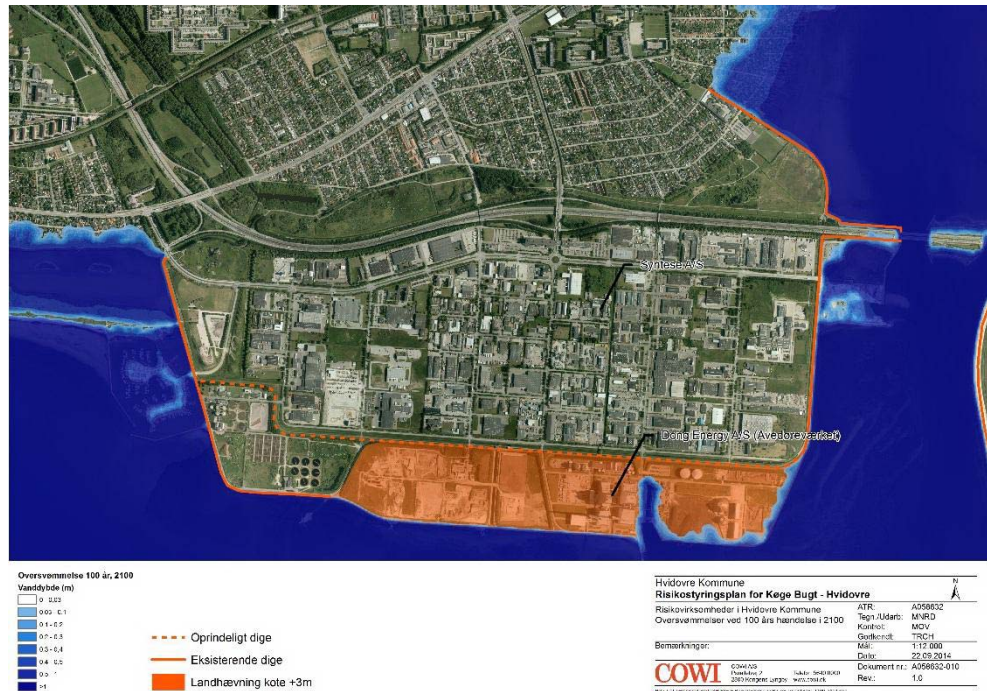 Syntese A/S
Dong Energy A/S (Avedøreværket)
Oversvømmelse 100 år, 2100
Vanddybde (m)
0 - 0,03
0,03 - 0,1
0,1 - 0,2
0,2 - 0,3
0,3 - 0,4
0,4 - 0,5
0,5 - 1
>1
Oprindeligt dige
Eksisterende dige
Landhævning kote +3m
Hvidovre Kommune
Risikostyringsplan for Køge Bugt - Hvidovre
N
Risikovirksomheder i Hvidovre Kommune
Oversvømmelser ved 100 års hændelse i 2100
Bemærkninger:
ATR: A058632
Tegn./Udarb: MNRD
Kontrol: MOV
Godkendt: TRCH
Mål: 1:12.000
Dato: 22.09.2014
Dokument nr.: A058632-010
Rev.: 1.0
COWI
COWI A/S
Parallelvej 2
2800 Kongens Lyngby www.cowi.dk